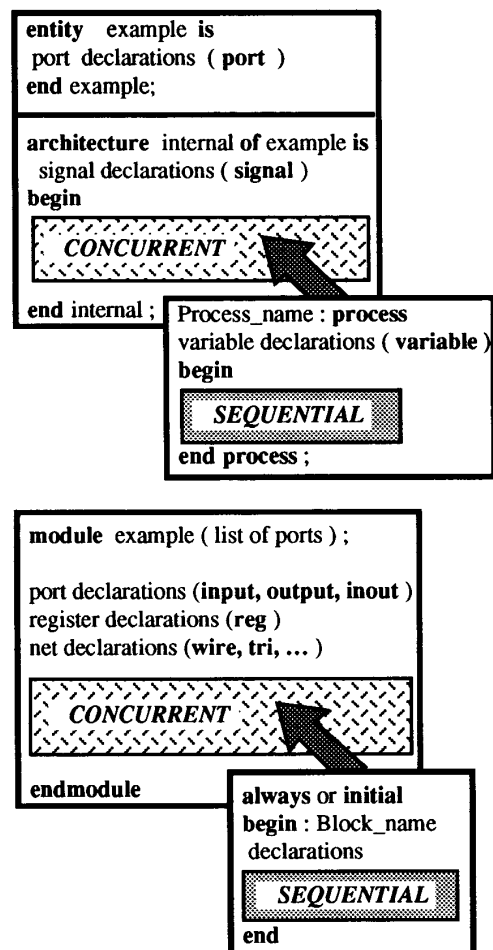 entity example is
port declarations ( port )
end example;
architecture internal of example is
signal declarations ( signal )
begin
CONCURRENT
end internal ;
Process_name : process
variable declarations ( variable )
begin
SEQUENTIAL
end process ;
module example ( list of ports ) ;
port declarations (input, output, inout )
register declarations (reg )
net declarations (wire, tri, ... )
CONCURRENT
endmodule
always or initial
begin : Block_name
declarations
SEQUENTIAL
end